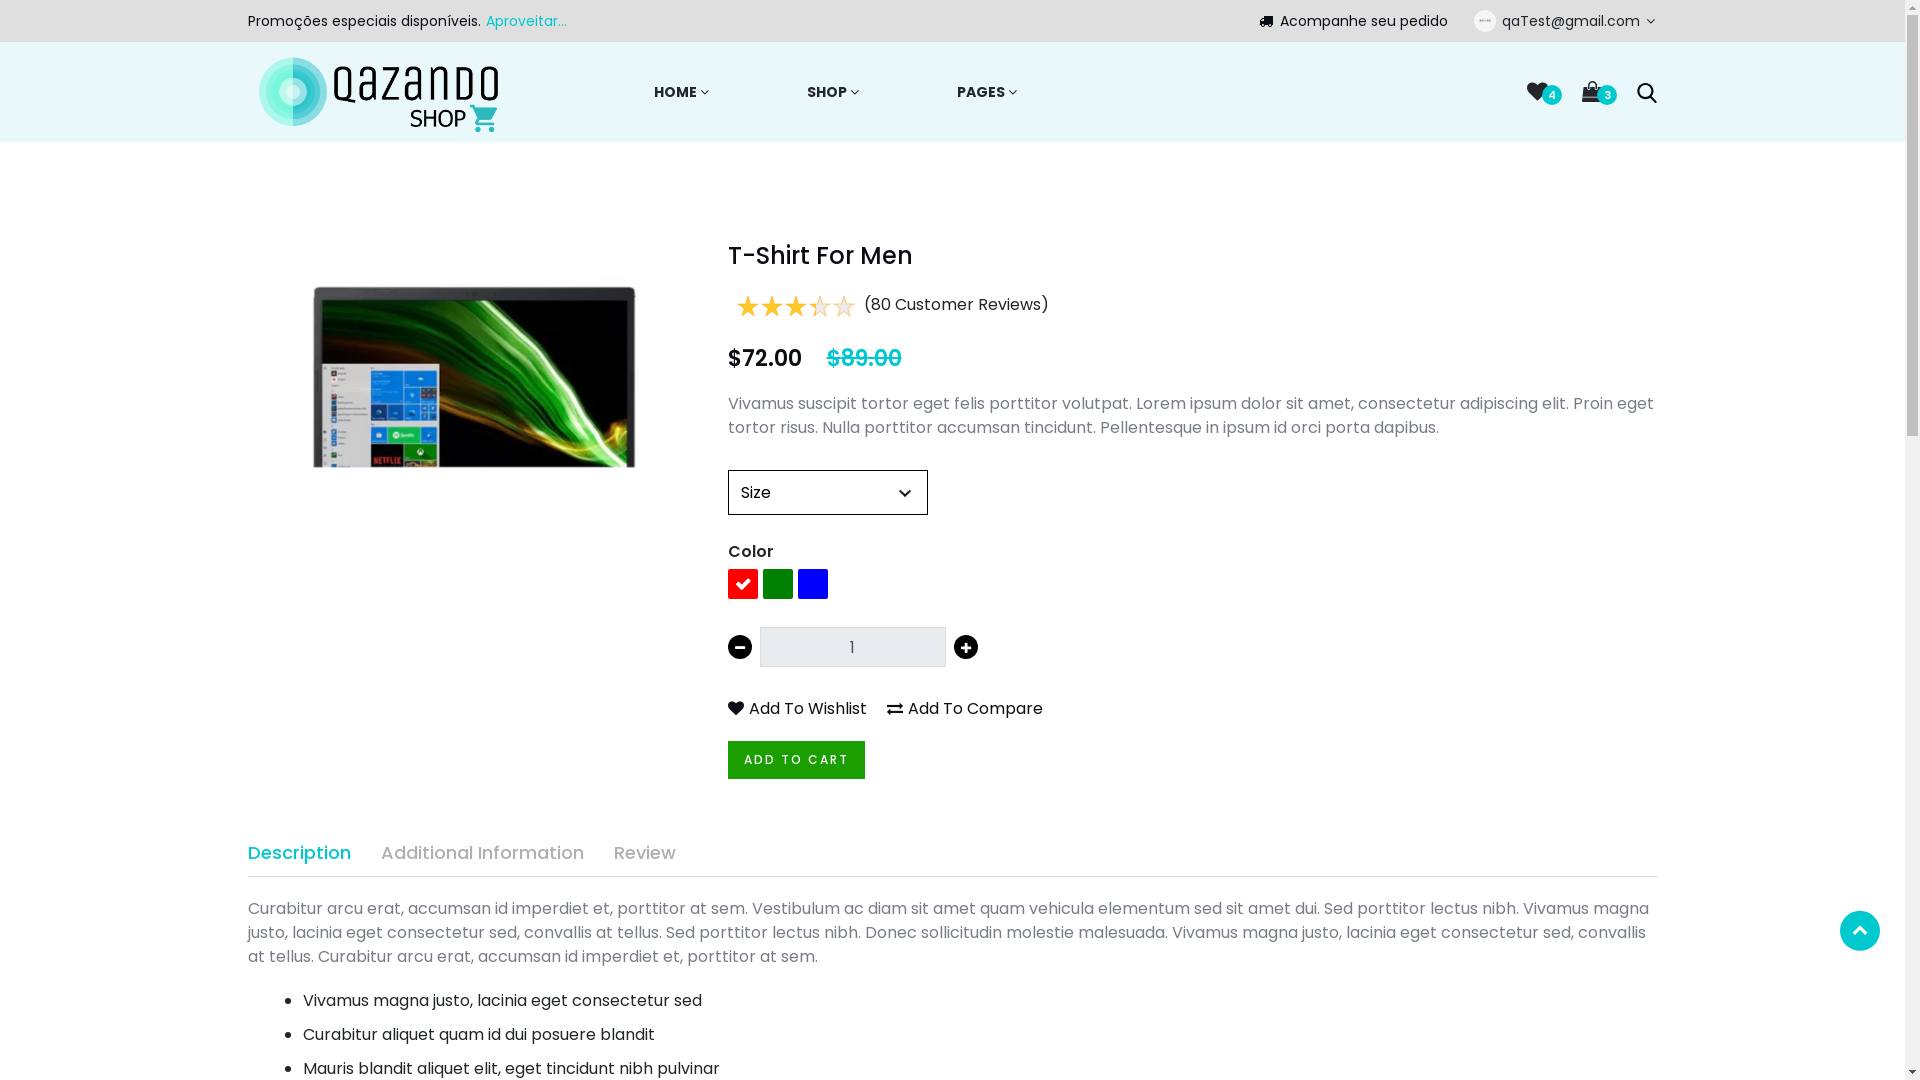 Promoções especiais disponíveis. Aproveitar...
Acompanhe seu pedido
qaTest@gmail.com
Qazando
SHOP
HOME
SHOP
PAGES
4
3
T-Shirt For Men
(80 Customer Reviews)
$72.00 $89.00
Vivamus suscipit tortor eget felis porttitor volutpat. Lorem ipsum dolor sit amet, consectetur adipiscing elit. Proin eget
tortor risus. Nulla porttitor accumsan tincidunt. Pellentesque in ipsum id orci porta dapibus.
Size
Color
1
Add To Wishlist
Add To Compare
ADD TO CART
Description
Additional Information
Review
Curabitur arcu erat, accumsan id imperdiet et, porttitor at sem. Vestibulum ac diam sit amet quam vehicula elementum sed sit amet dui. Sed porttitor lectus nibh. Vivamus magna
justo, lacinia eget consectetur sed, convallis at tellus. Sed porttitor lectus nibh. Donec sollicitudin molestie malesuada. Vivamus magna justo, lacinia eget consectetur sed, convallis
at tellus. Curabitur arcu erat, accumsan id imperdiet et, porttitor at sem.
Vivamus magna justo, lacinia eget consectetur sed
Curabitur aliquet quam id dui posuere blandit
Mauris blandit aliquet elit, eget tincidunt nibh pulvinar
NETFLIX